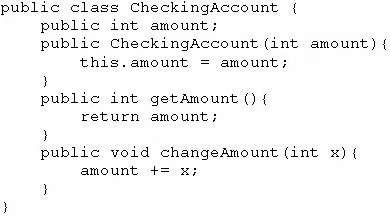 public class CheckingAccount {
    public int amount;
    public CheckingAccount(int amount){
       this.amount = amount;
    }
    public int getAmount(){
       return amount;
    }
    public void changeAmount(int x){
       amount += x;
    }
}